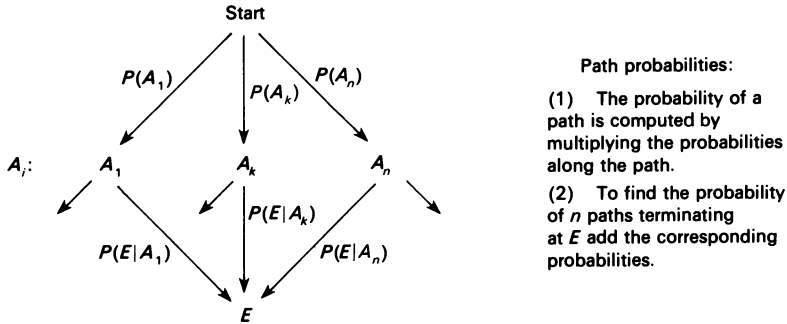 Start
P(A₁)
P(Aₖ)
P(Aₙ)
Aᵢ:
A₁
Aₖ
Aₙ
P(E|A₁)
P(E|Aₖ)
P(E|Aₙ)
E
Path probabilities:
(1) The probability of a
path is computed by
multiplying the probabilities
along the path.
(2) To find the probability
of n paths terminating
at E add the corresponding
probabilities.